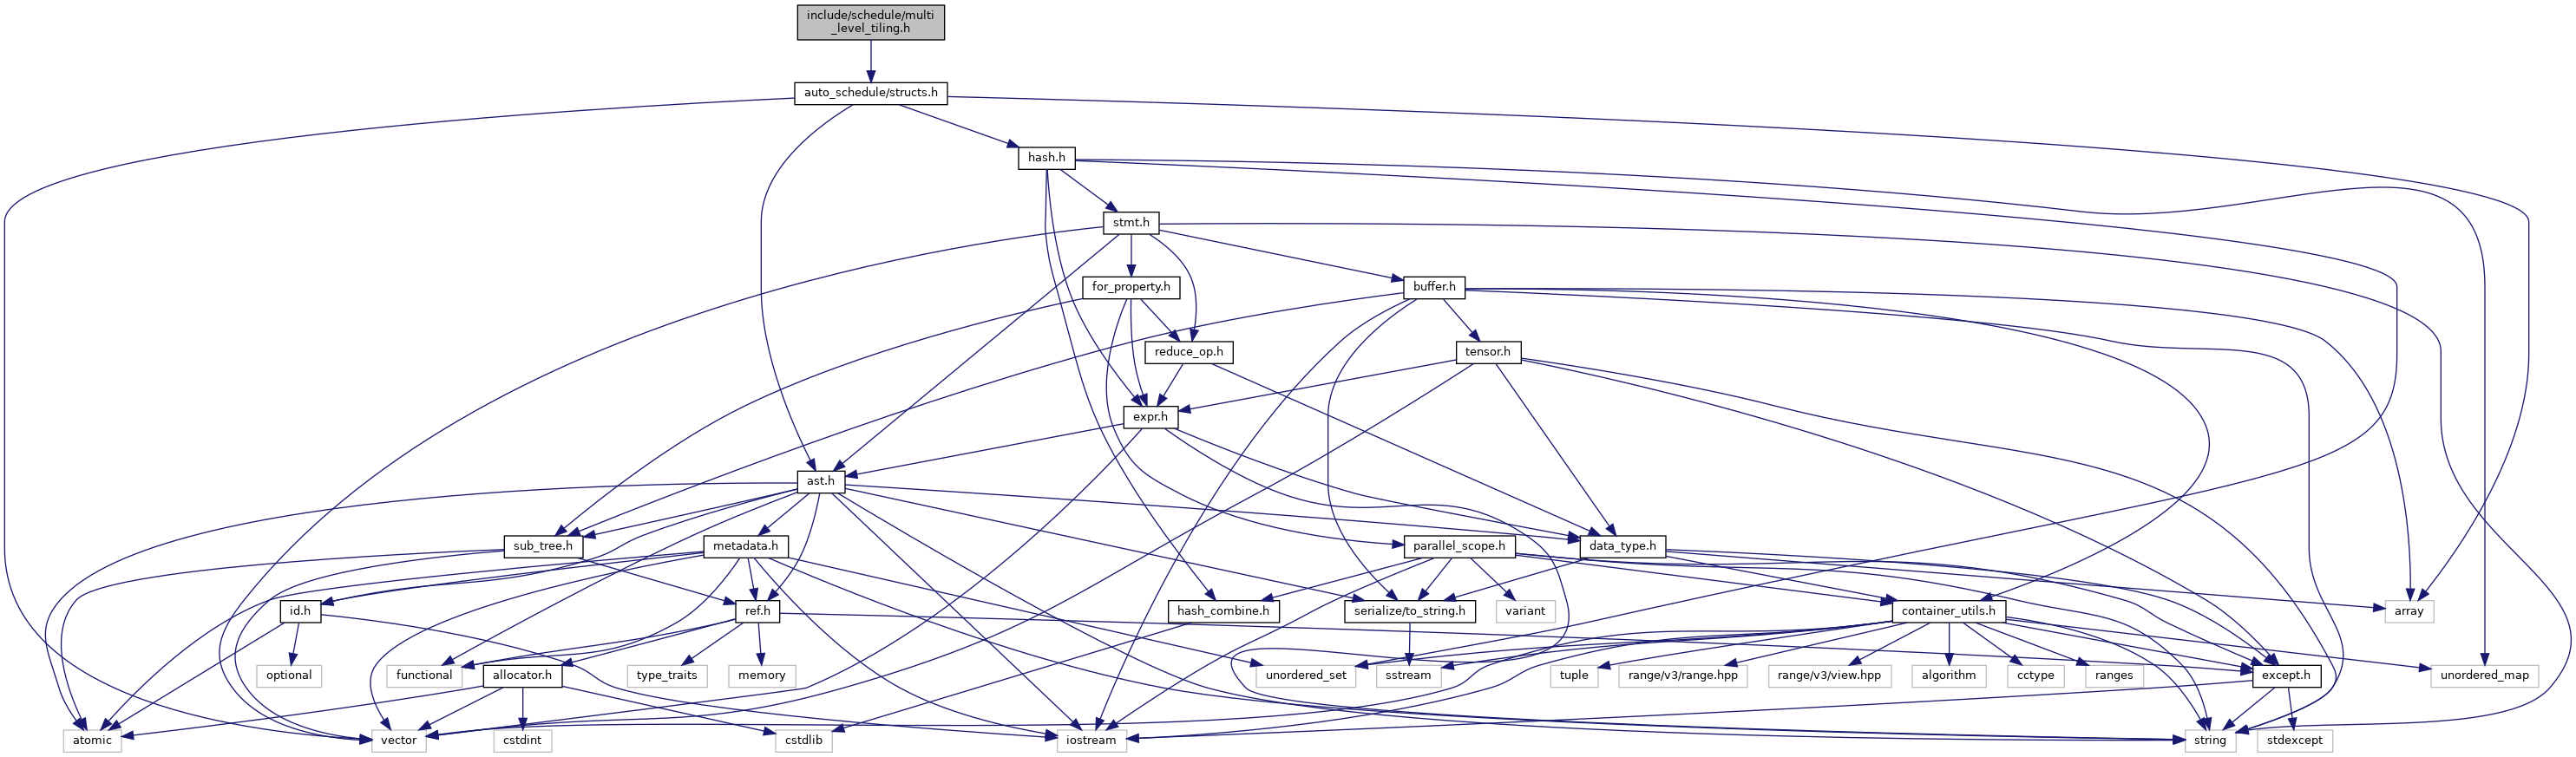 include/schedule/multi
_level_tiling.h
auto_schedule/structs.h
hash.h
stmt.h
for_property.h
buffer.h
reduce_op.h
tensor.h
expr.h
ast.h
sub_tree.h
metadata.h
parallel_scope.h
data_type.h
id.h
ref.h
hash_combine.h
serialize/to_string.h
variant
container_utils.h
array
optional
functional
allocator.h
type_traits
memory
unordered_set
sstream
tuple
range/v3/range.hpp
range/v3/view.hpp
algorithm
cctype
ranges
except.h
unordered_map
atomic
vector
cstdint
cstdlib
iostream
string
stdexcept